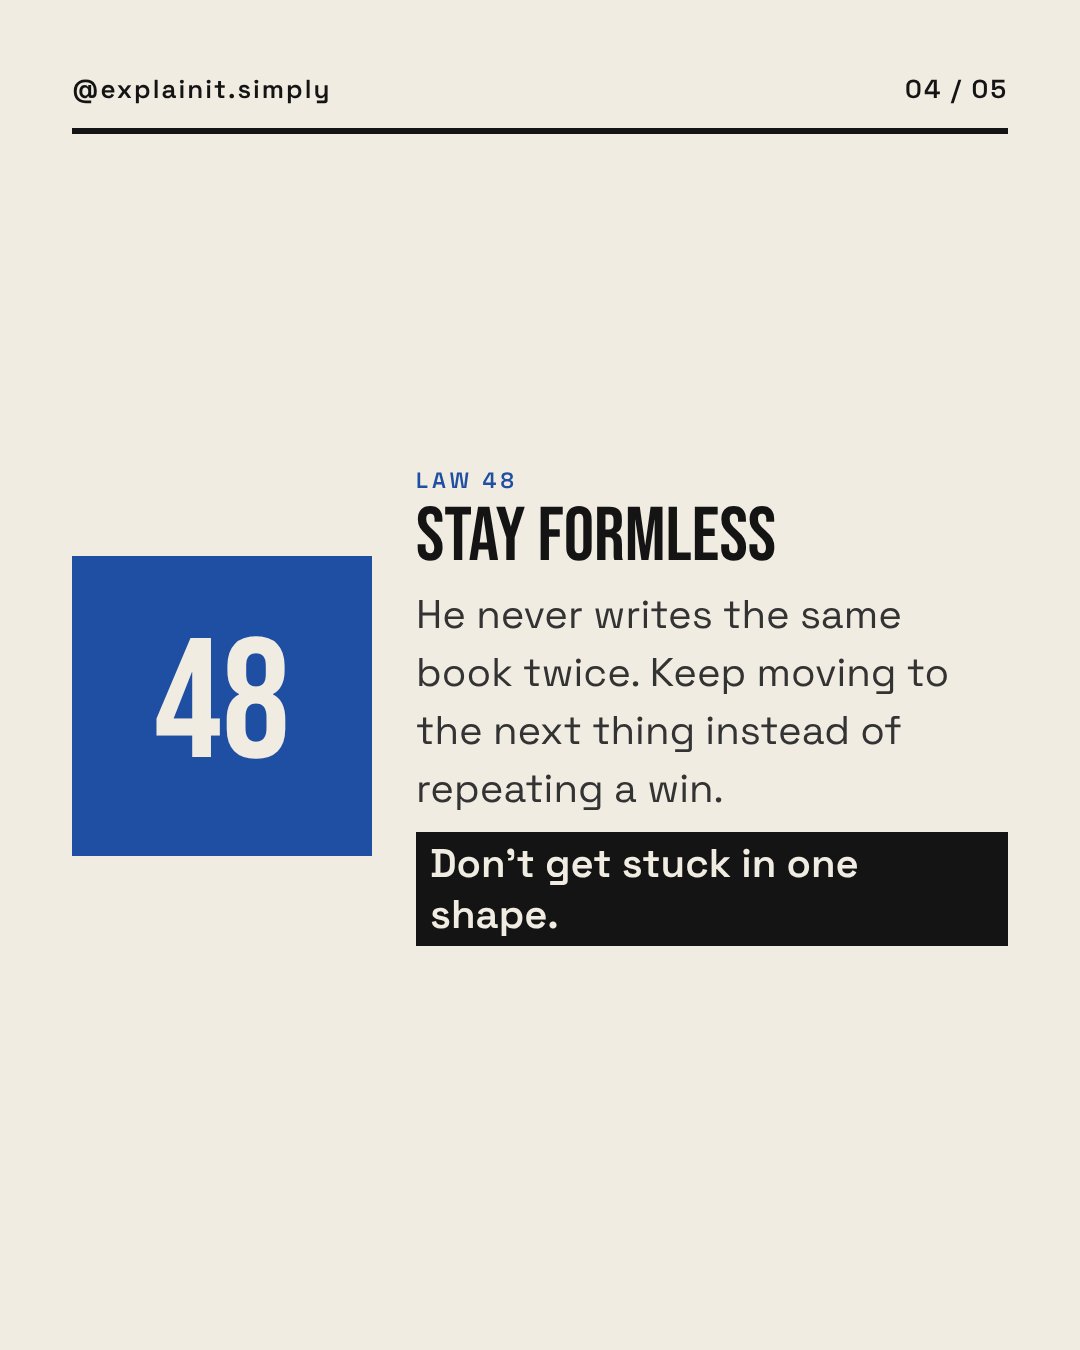 @explainit.simply
04 / 05
LAW 48
STAY FORMLESS
48
He never writes the same
book twice. Keep moving to
the next thing instead of
repeating a win.
Don’t get stuck in one
shape.